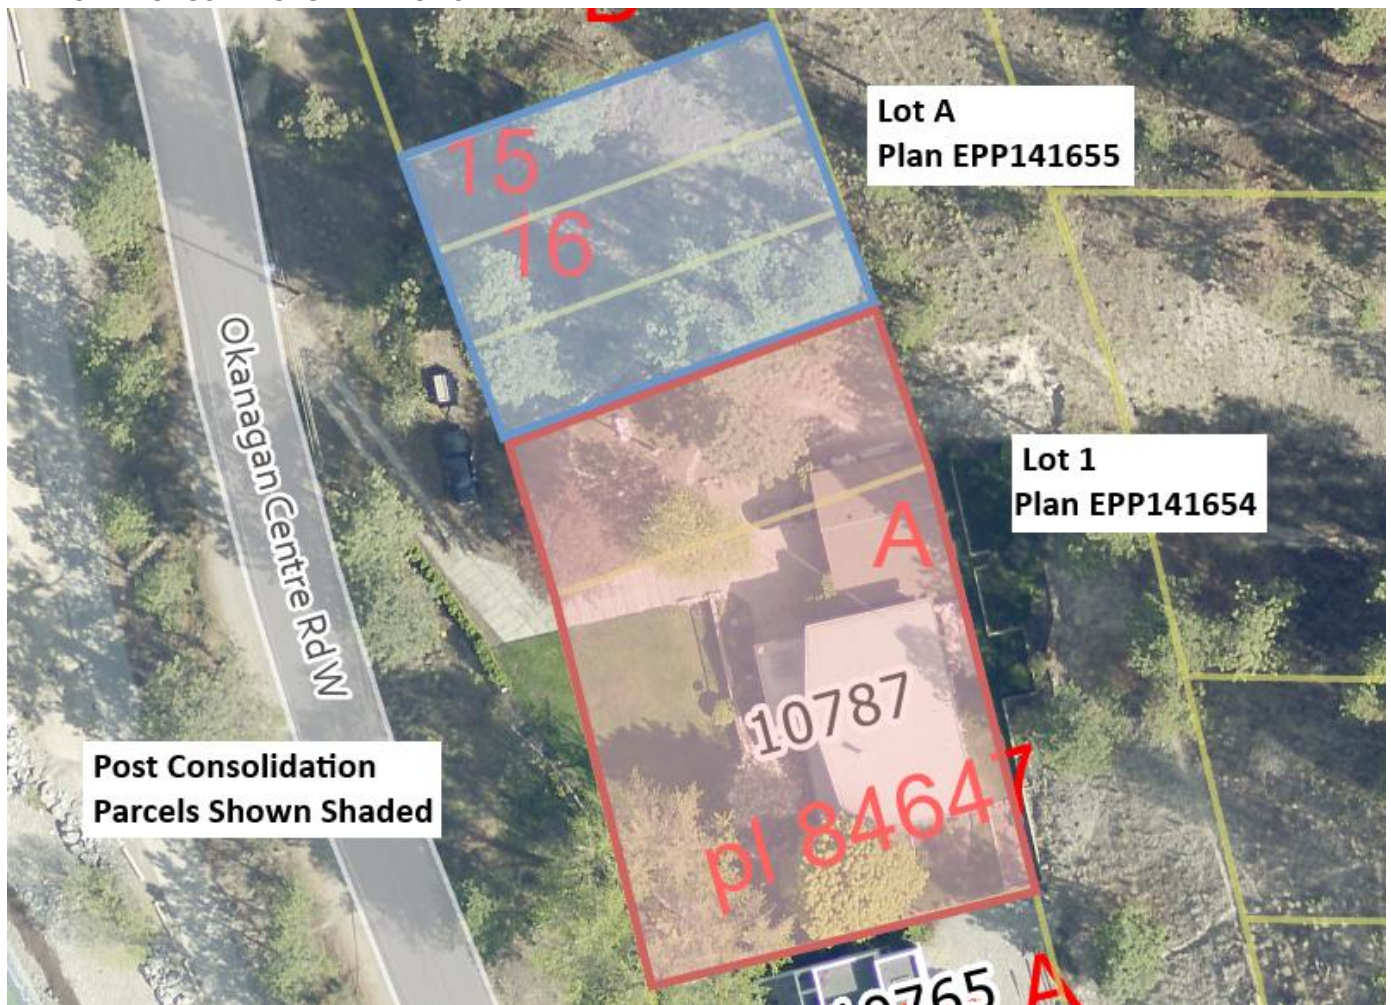 B
15
Lot A
Plan EPP141655
16
Okanagan Centre Rd W
Lot 1
Plan EPP141654
A
10787
Post Consolidation
Parcels Shown Shaded
pl 84647
10765
A